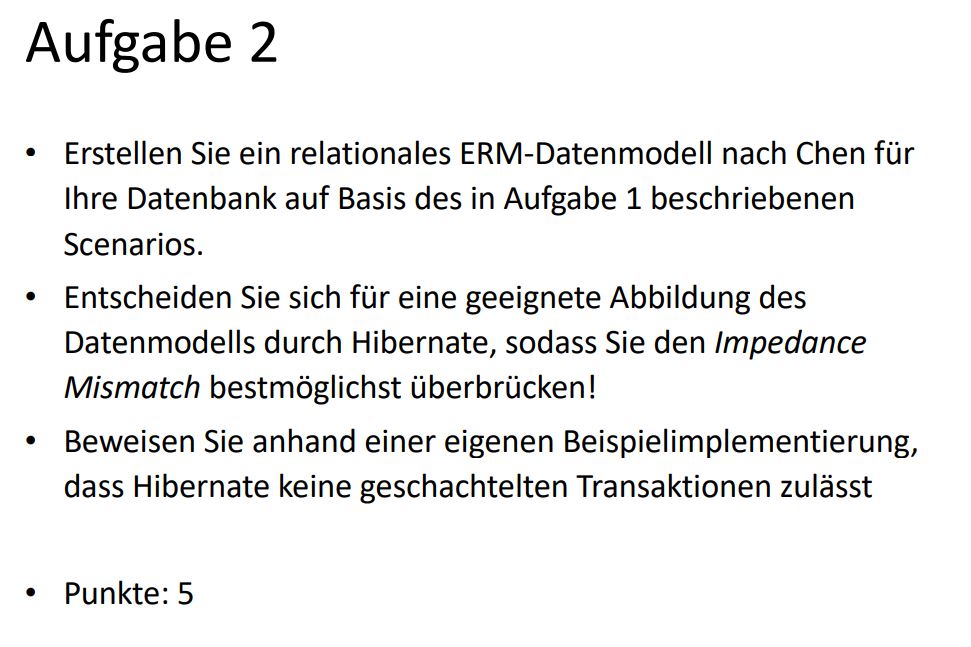 Aufgabe 2
• Erstellen Sie ein relationales ERM-Datenmodell nach Chen für
Ihre Datenbank auf Basis des in Aufgabe 1 beschriebenen
Scenarios.
• Entscheiden Sie sich für eine geeignete Abbildung des
Datenmodells durch Hibernate, sodass Sie den Impedance
Mismatch bestmöglichst überbrücken!
• Beweisen Sie anhand einer eigenen Beispielimplementierung,
dass Hibernate keine geschachtelten Transaktionen zulässt
• Punkte: 5